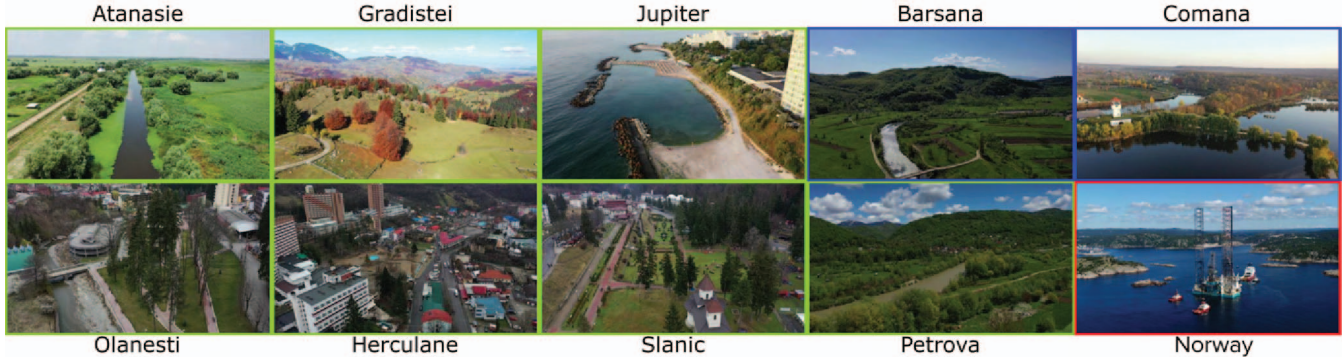 Atanasie Gradistei Jupiter Barsana Comana
Olanesti Herculane Slanic Petrova Norway